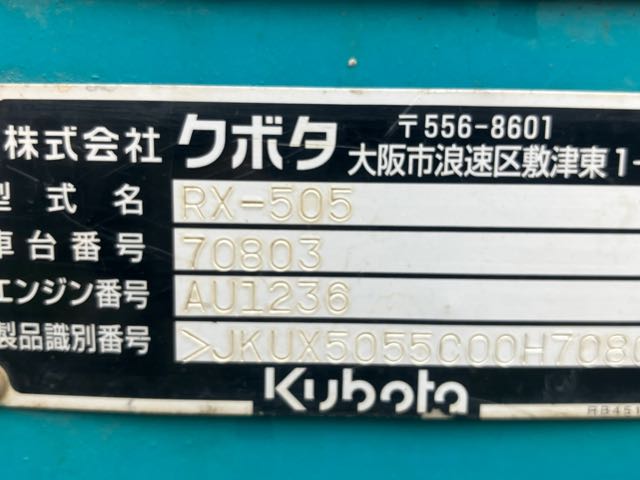 株式会社 クボタ 〒556-8601
大阪市浪速区敷津東1-
型式名 RX-505
車台番号 70803
エンジン番号 AU1236
製品識別番号 >JKUX5055C00H7080
Kubota
RB451